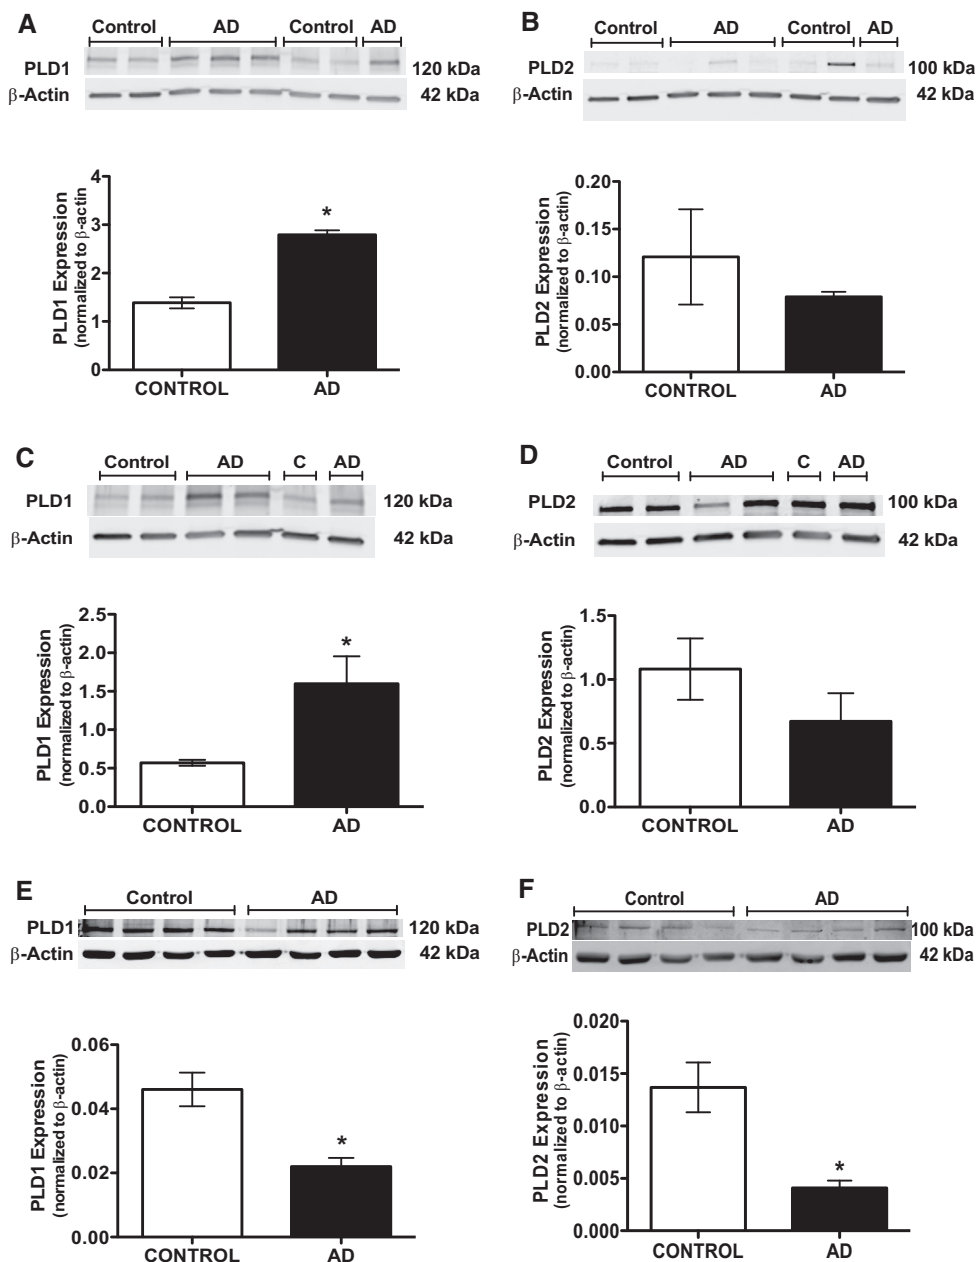 A
Control AD Control AD
PLD1 120 kDa
β-Actin 42 kDa
4
3
2
1
0
PLD1 Expression
(normalized to β-actin)
*
CONTROL AD
B
Control AD Control AD
PLD2 100 kDa
β-Actin 42 kDa
0.20
0.15
0.10
0.05
0.00
PLD2 Expression
(normalized to β-actin)
CONTROL AD
C
Control AD C AD
PLD1 120 kDa
β-Actin 42 kDa
2.5
2.0
1.5
1.0
0.5
0.0
PLD1 Expression
(normalized to β-actin)
*
CONTROL AD
D
Control AD C AD
PLD2 100 kDa
β-Actin 42 kDa
1.5
1.0
0.5
0.0
PLD2 Expression
(normalized to β-actin)
CONTROL AD
E
Control AD
PLD1 120 kDa
β-Actin 42 kDa
0.06
0.04
0.02
0.00
PLD1 Expression
(normalized to β-actin)
*
CONTROL AD
F
Control AD
PLD2 100 kDa
β-Actin 42 kDa
0.020
0.015
0.010
0.005
0.000
PLD2 Expression
(normalized to β-actin)
*
CONTROL AD